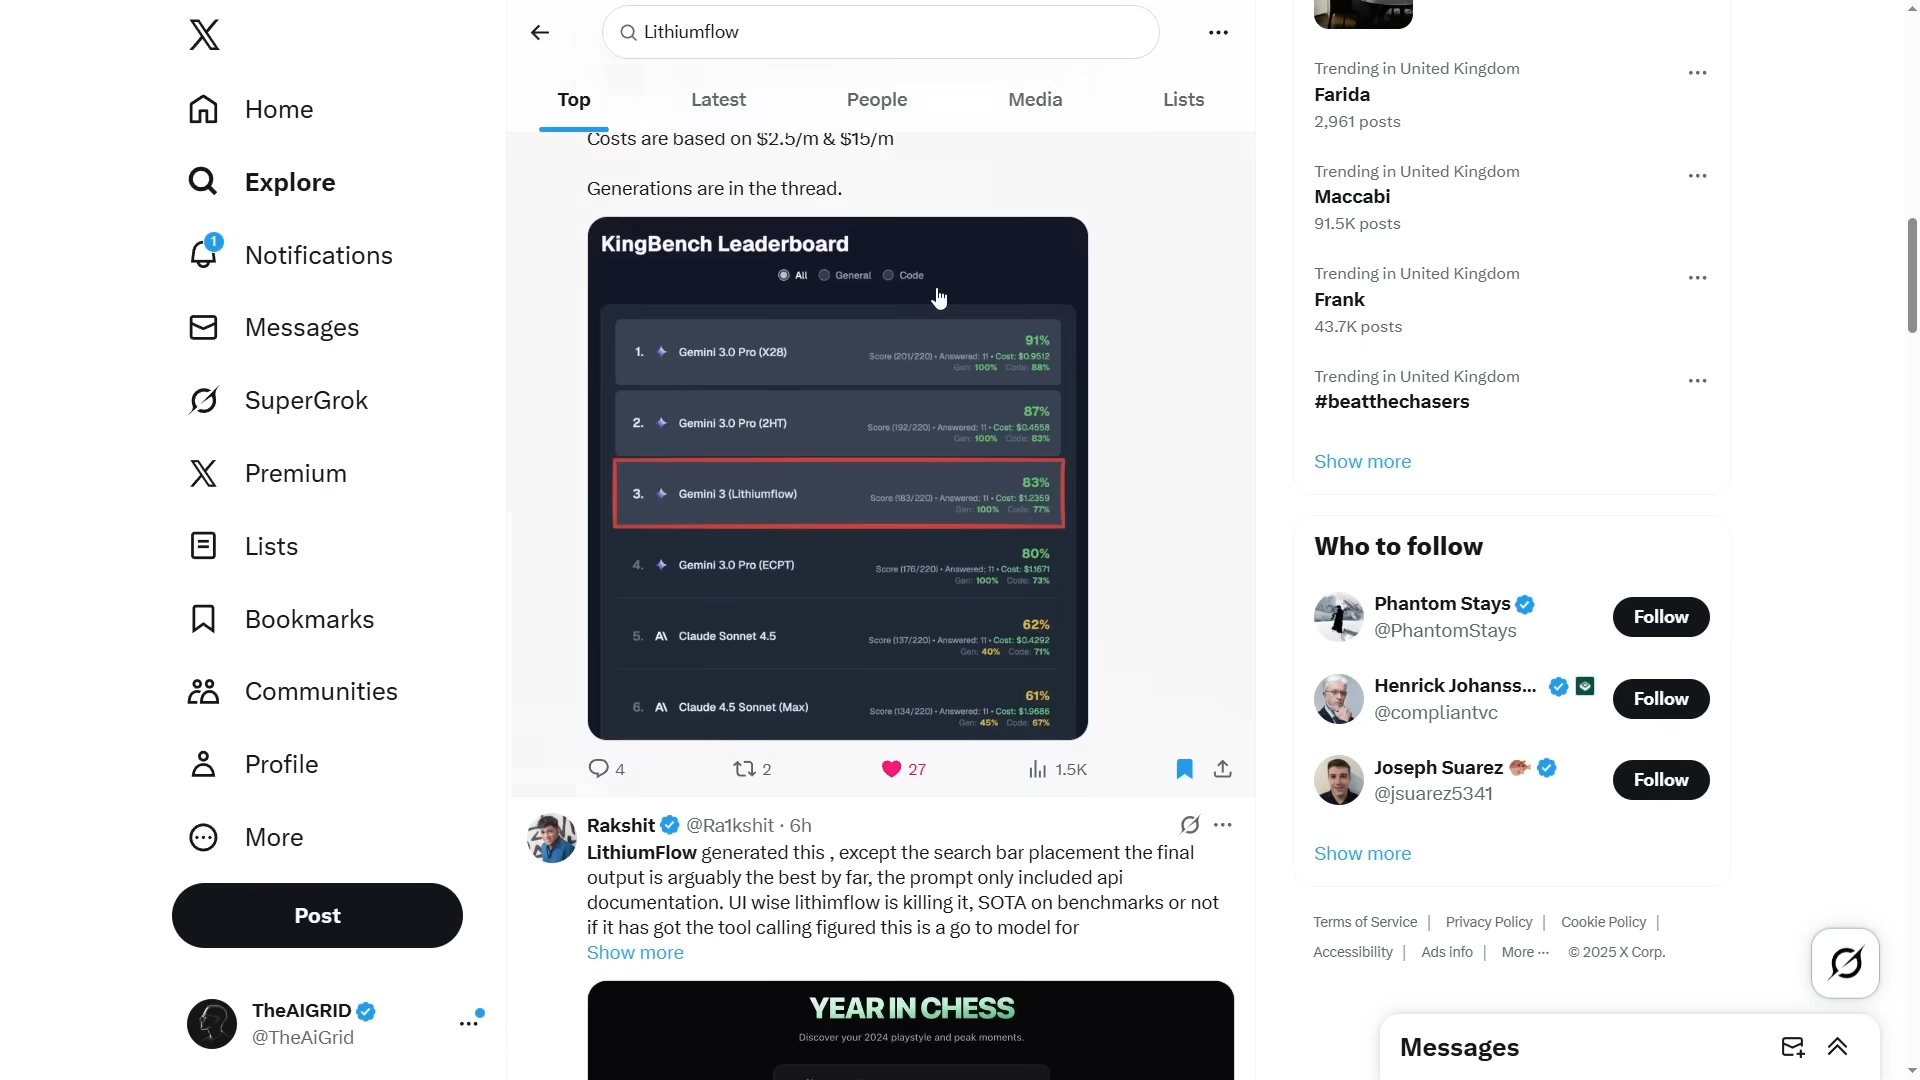 Home
Explore
1
Notifications
Messages
SuperGrok
Premium
Lists
Bookmarks
Communities
Profile
More
Post
TheAIGRID
@TheAiGrid
Lithiumflow
Top
Latest
People
Media
Lists
Costs are based on $2.5/m & $15/m
Generations are in the thread.
KingBench Leaderboard
All General Code
1. Gemini 3.0 Pro (X28)
91%
Score (201/220) • Answered: 11 • Cost: $0.9512
Gen: 100% Code: 88%
2. Gemini 3.0 Pro (2HT)
87%
Score (192/220) • Answered: 11 • Cost: $0.4558
Gen: 100% Code: 83%
3. Gemini 3 (Lithiumflow)
83%
Score (183/220) • Answered: 11 • Cost: $1.2359
Gen: 100% Code: 77%
4. Gemini 3.0 Pro (ECPT)
80%
Score (176/220) • Answered: 11 • Cost: $1.1671
Gen: 100% Code: 73%
5. A\ Claude Sonnet 4.5
62%
Score (137/220) • Answered: 11 • Cost: $0.4292
Gen: 40% Code: 71%
6. A\ Claude 4.5 Sonnet (Max)
61%
Score (134/220) • Answered: 11 • Cost: $1.9686
Gen: 45% Code: 67%
4
2
27
1.5K
Rakshit @Ra1kshit · 6h
LithiumFlow generated this , except the search bar placement the final
output is arguably the best by far, the prompt only included api
documentation. UI wise lithimflow is killing it, SOTA on benchmarks or not
if it has got the tool calling figured this is a go to model for
Show more
YEAR IN CHESS
Discover your 2024 playstyle and peak moments.
Trending in United Kingdom
Farida
2,961 posts
Trending in United Kingdom
Maccabi
91.5K posts
Trending in United Kingdom
Frank
43.7K posts
Trending in United Kingdom
#beatthechasers
Show more
Who to follow
Phantom Stays
@PhantomStays
Follow
Henrick Johanss...
@compliantvc
Follow
Joseph Suarez
@jsuarez5341
Follow
Show more
Terms of Service | Privacy Policy | Cookie Policy |
Accessibility | Ads info | More ··· © 2025 X Corp.
Messages